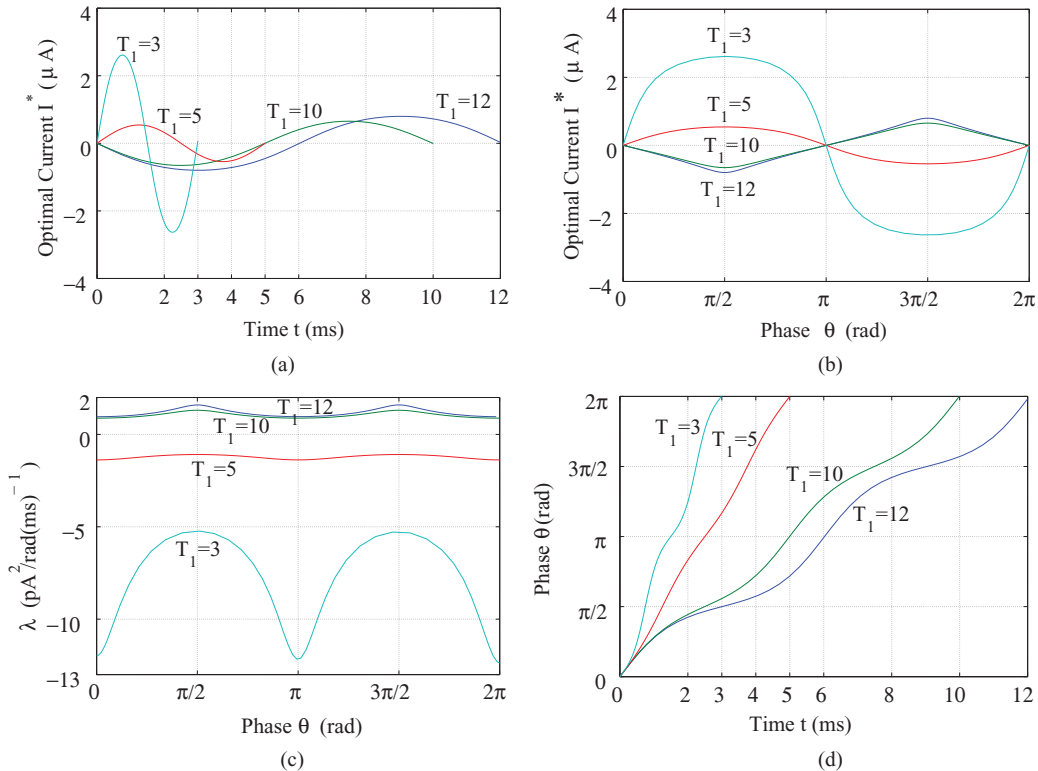 4
2
0
−2
−4
Optimal Current I* (μ A)
T₁=3
T₁=5
T₁=10
T₁=12
0 1 2 3 4 5 6 8 10 12
Time t (ms)
(a)
4
2
0
−2
−4
Optimal Current I* (μ A)
T₁=3
T₁=5
T₁=10
T₁=12
0 π/2 π 3π/2 2π
Phase θ (rad)
(b)
2
0
−5
−10
−13
λ (pA²/rad(ms)⁻¹
T₁=12
T₁=10
T₁=5
T₁=3
0 π/2 π 3π/2 2π
Phase θ (rad)
(c)
2π
3π/2
π
π/2
0
Phase θ (rad)
T₁=3
T₁=5
T₁=10
T₁=12
0 2 3 4 5 6 8 10 12
Time t (ms)
(d)